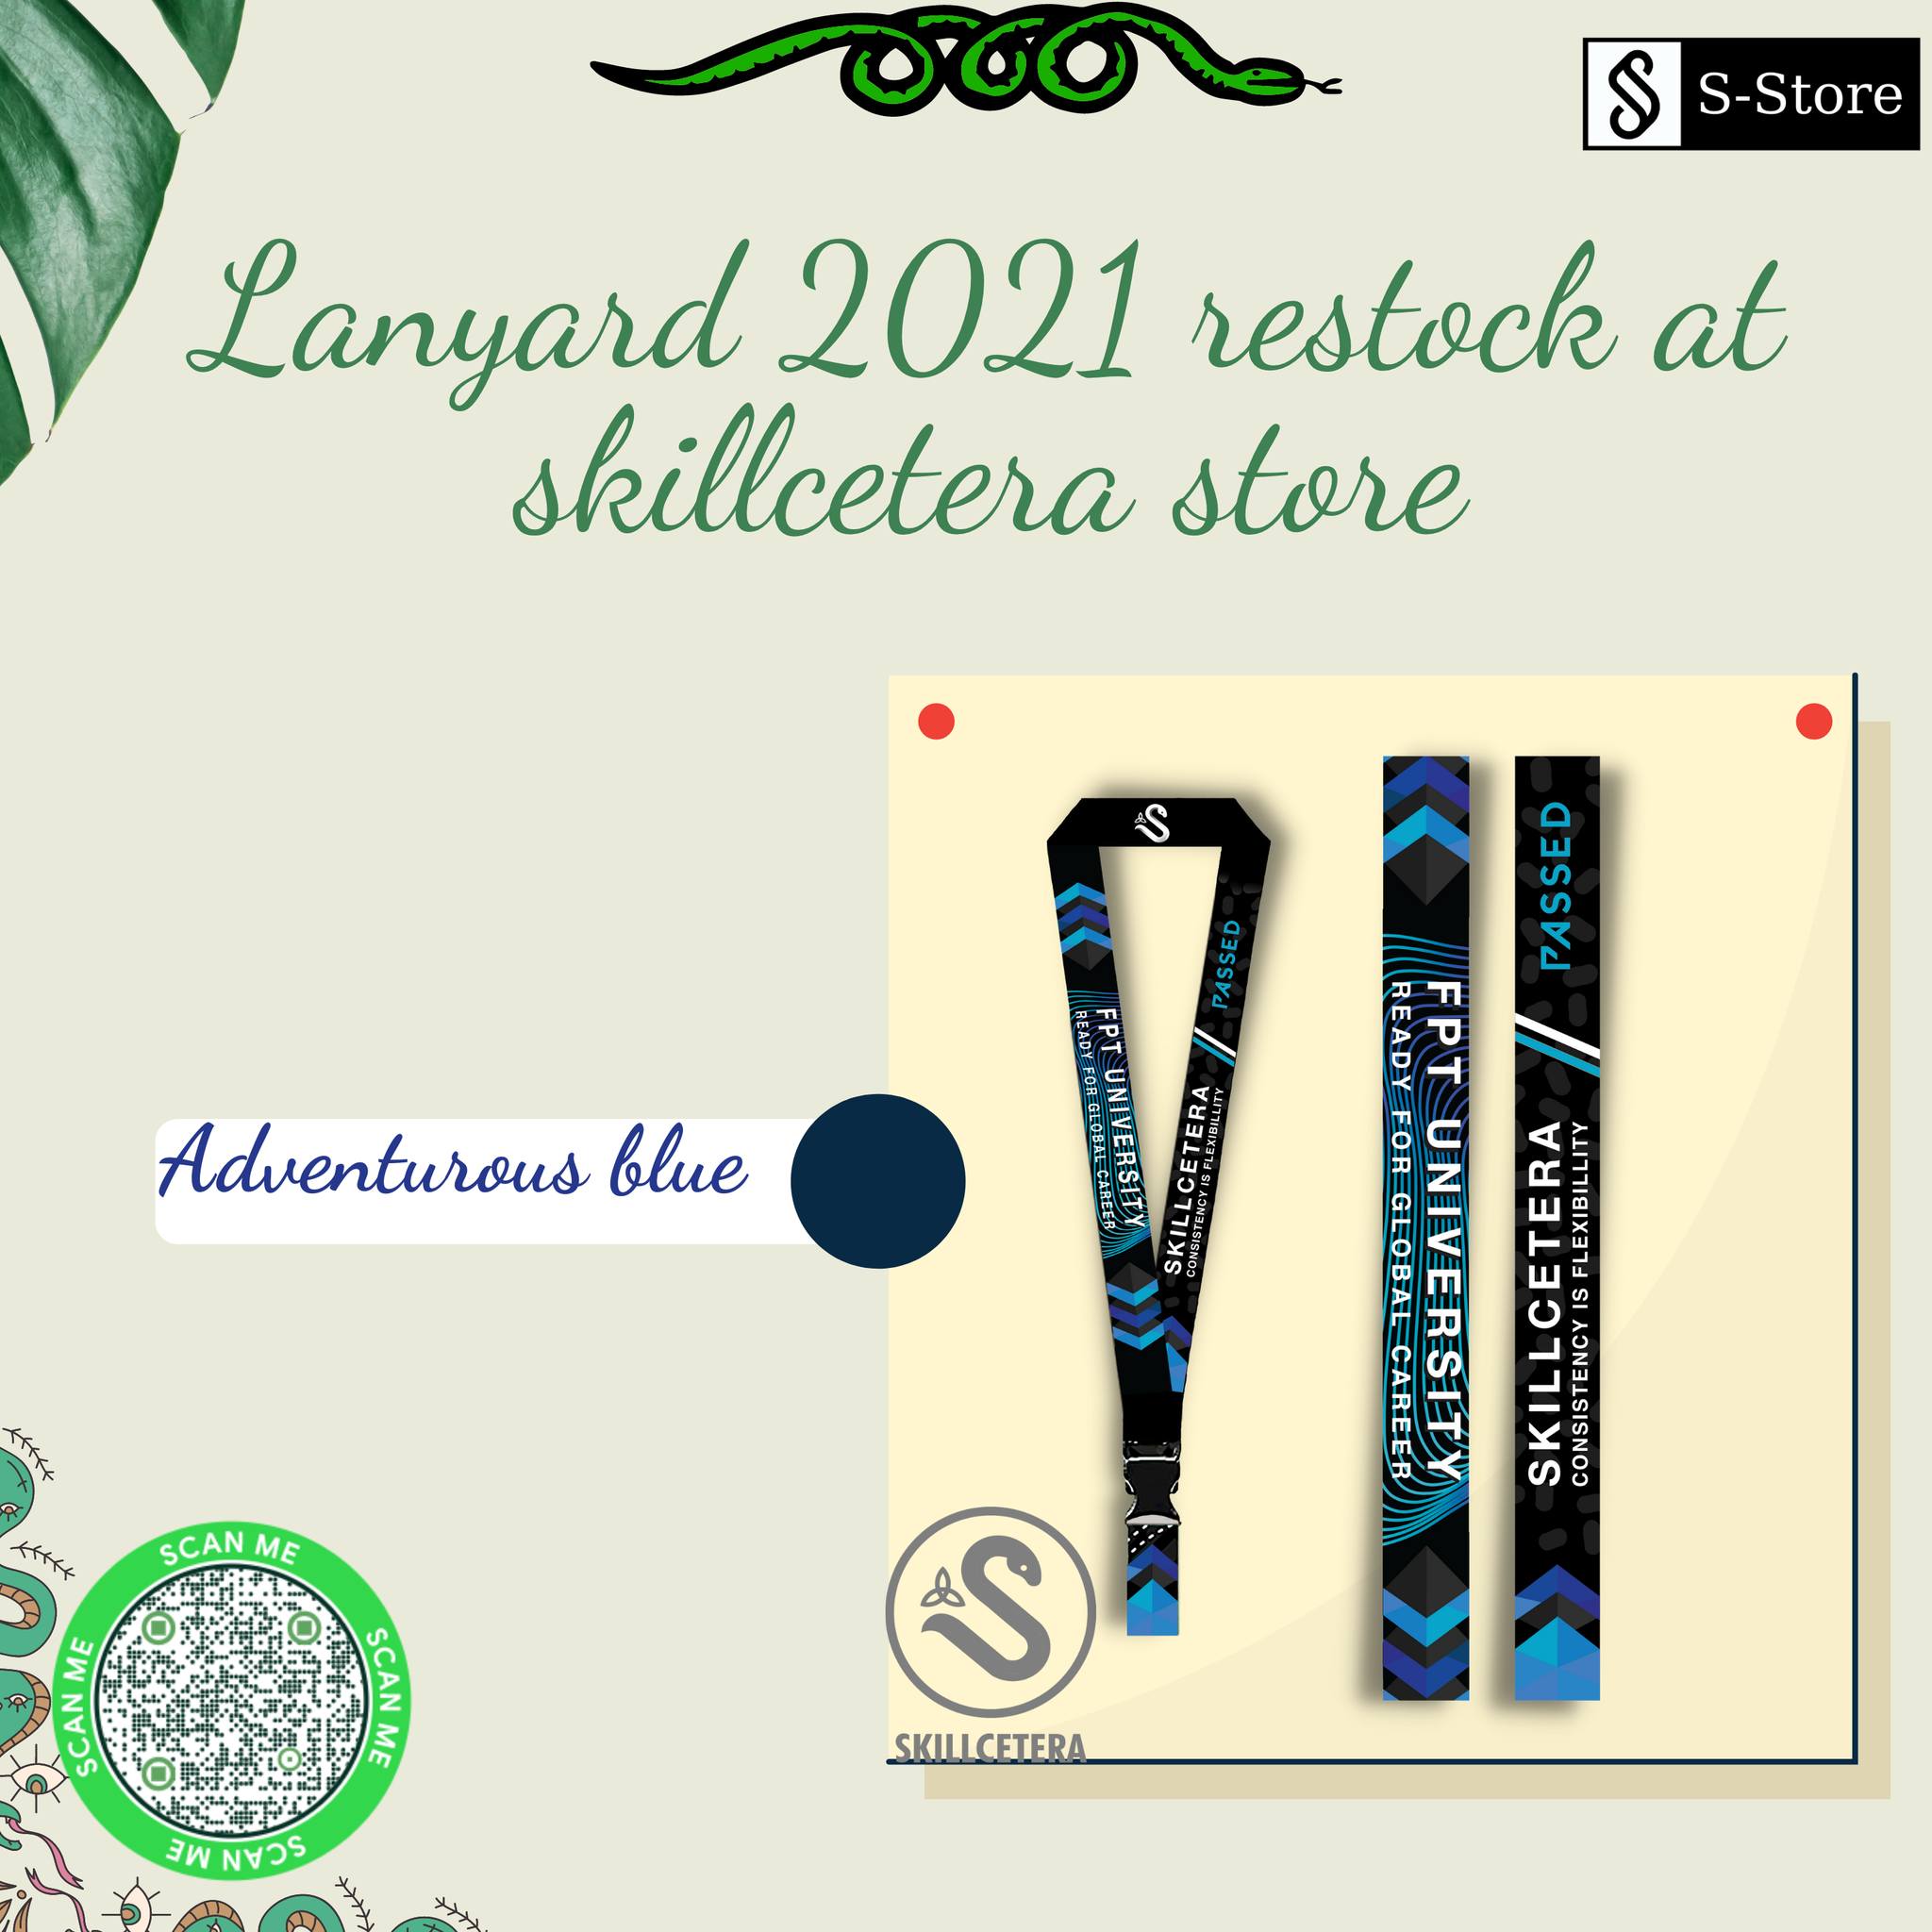 S-Store
Lanyard 2021 restock at
skillcetera store
Adventurous blue
FPT UNIVERSITY
READY FOR GLOBAL CAREER
PASSED
SKILLCETERA
CONSISTENCY IS FLEXIBILLITY
FPT UNIVERSITY
READY FOR GLOBAL CAREER
PASSED
SKILLCETERA
CONSISTENCY IS FLEXIBILLITY
SKILLCETERA
SCAN ME
SCAN ME
SCAN ME
SCAN ME